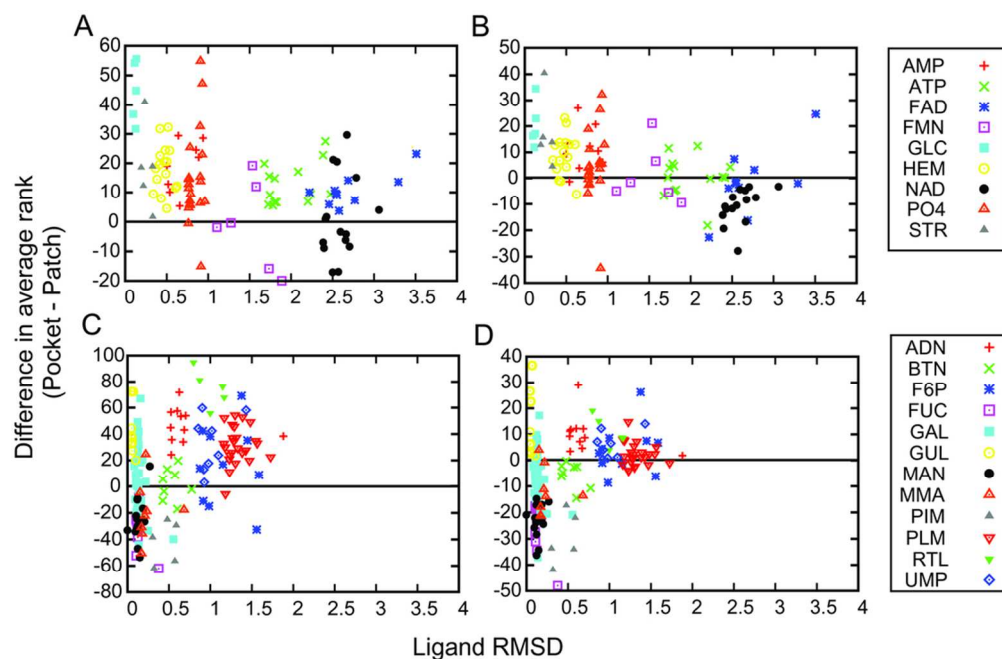 A
60
50
40
30
20
10
0
-10
-20
0 0.5 1 1.5 2 2.5 3 3.5 4
B
50
40
30
20
10
0
-10
-20
-30
-40
0 0.5 1 1.5 2 2.5 3 3.5 4
AMP
ATP
FAD
FMN
GLC
HEM
NAD
PO4
STR
Difference in average rank
(Pocket - Patch)
C
100
80
60
40
20
0
-20
-40
-60
-80
0 0.5 1 1.5 2 2.5 3 3.5 4
D
40
30
20
10
0
-10
-20
-30
-40
-50
0 0.5 1 1.5 2 2.5 3 3.5 4
ADN
BTN
F6P
FUC
GAL
GUL
MAN
MMA
PIM
PLM
RTL
UMP
Ligand RMSD